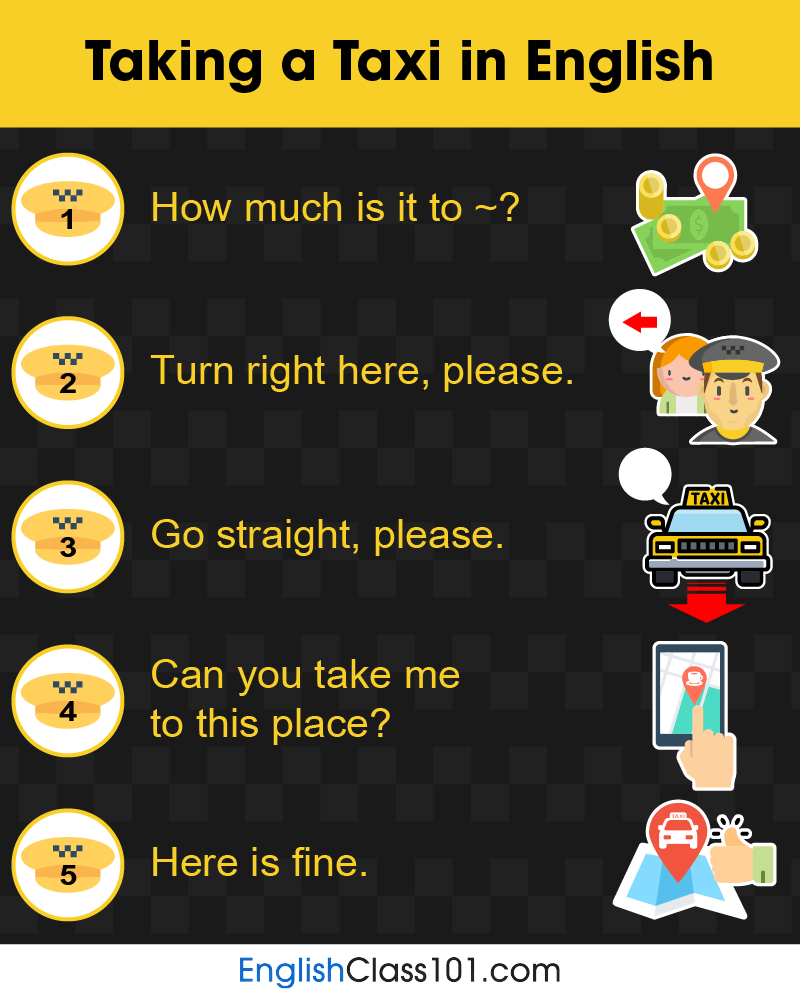 Taking a Taxi in English
1
How much is it to ~?
2
Turn right here, please.
3
Go straight, please.
TAXI
4
Can you take me
to this place?
5
Here is fine.
TAXI
EnglishClass101.com